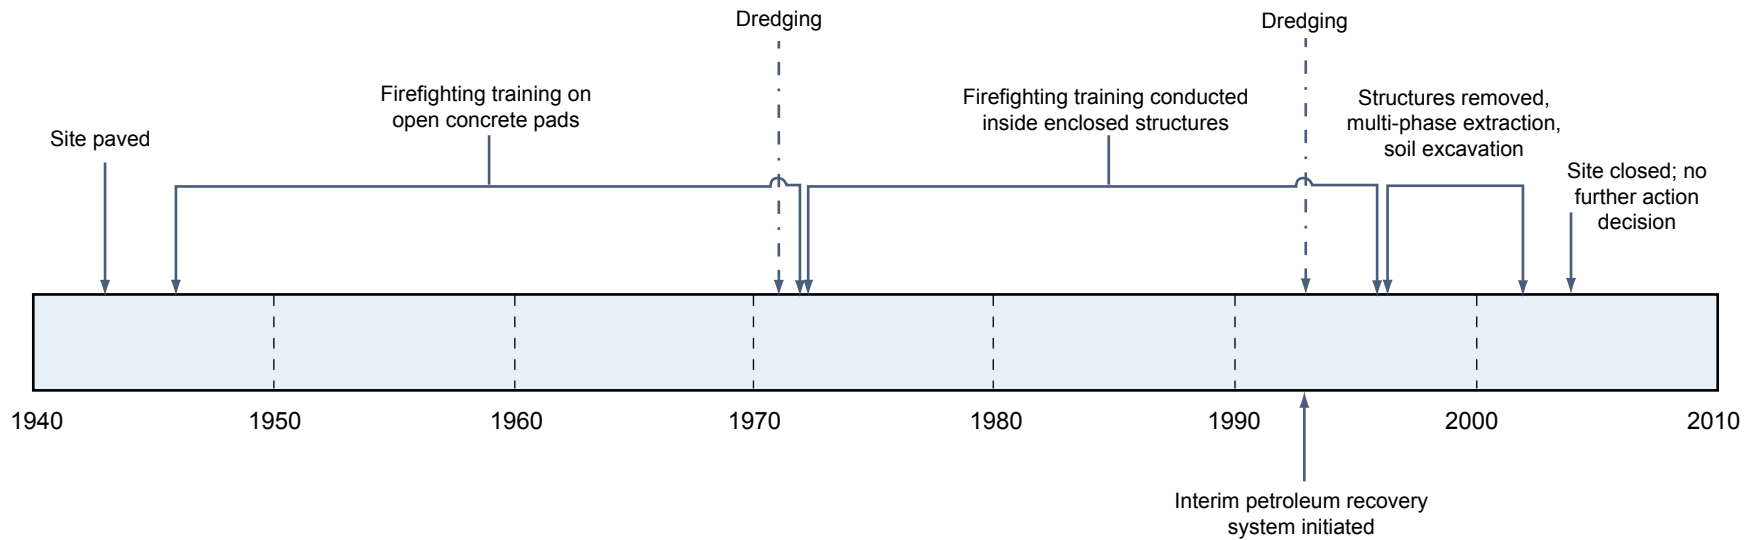 Dredging
Dredging
Firefighting training on
open concrete pads
Firefighting training conducted
inside enclosed structures
Structures removed,
multi-phase extraction,
soil excavation
Site paved
Site closed; no
further action
decision
1940
1950
1960
1970
1980
1990
2000
2010
Interim petroleum recovery
system initiated